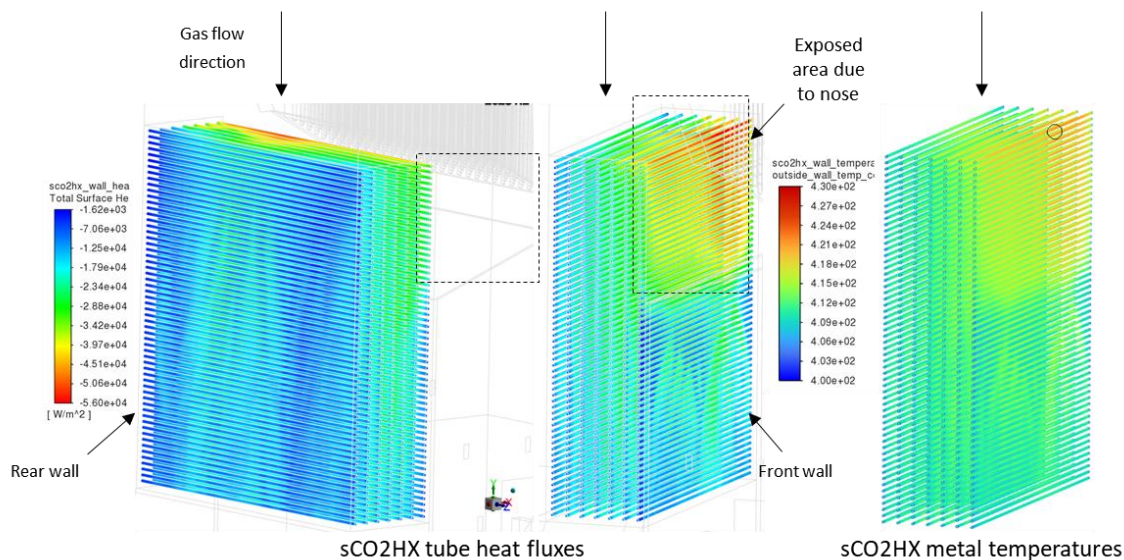 Gas flow
direction
Exposed
area due
to nose
sco2hx_wall_hea
Total Surface He
-1.62e+03
-7.06e+03
-1.25e+04
-1.79e+04
-2.34e+04
-2.88e+04
-3.42e+04
-3.97e+04
-4.51e+04
-5.06e+04
-5.60e+04
[ W/m^2 ]
sco2hx_wall_tempera
outside_wall_temp_co
4.30e+02
4.27e+02
4.24e+02
4.21e+02
4.18e+02
4.15e+02
4.12e+02
4.09e+02
4.06e+02
4.03e+02
4.00e+02
Rear wall
Front wall
Y
X
Z
sCO2HX tube heat fluxes
sCO2HX metal temperatures